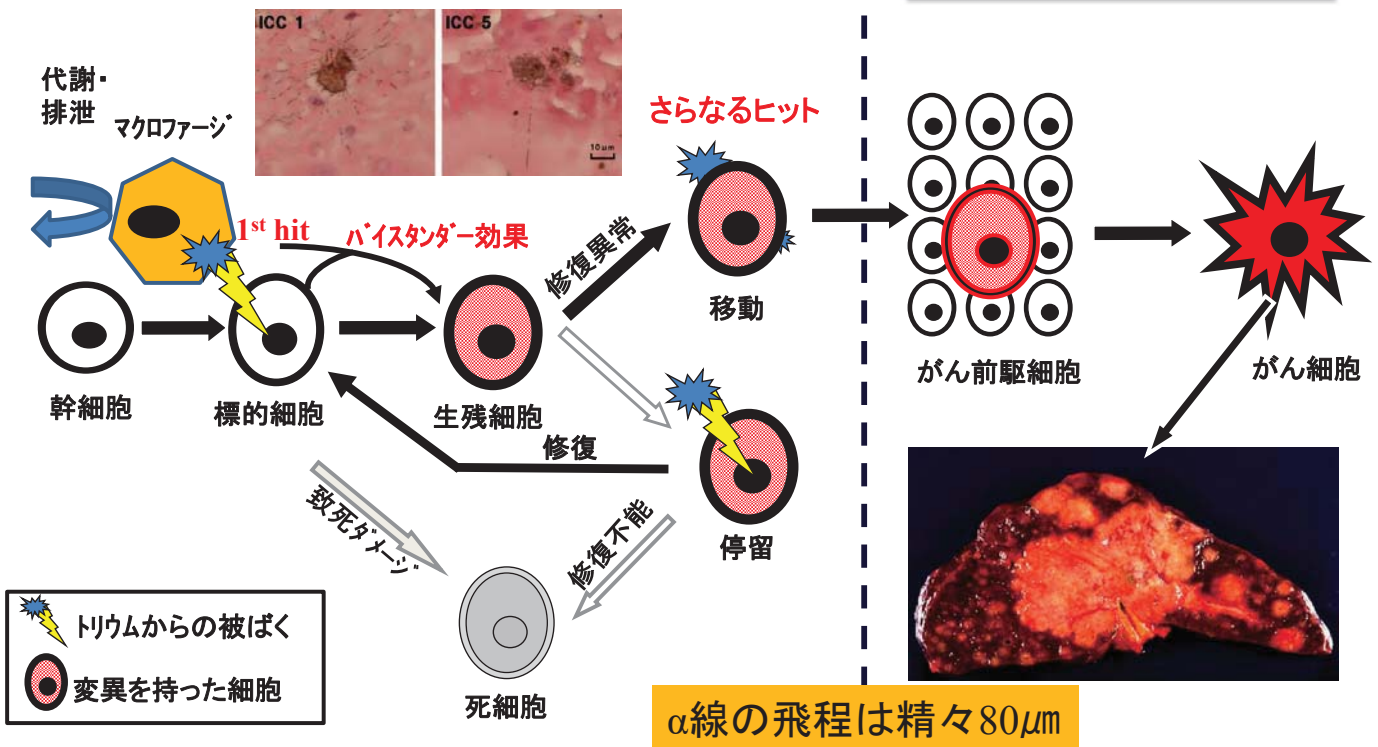 ICC 1
ICC 5
10μm
代謝・
排泄
マクロファージ
1st hit
バイスタンダー効果
さらなるヒット
修復異常
移動
幹細胞
標的細胞
生残細胞
がん前駆細胞
がん細胞
修復
停留
致死ダメージ
修復不能
死細胞
トリウムからの被ばく
変異を持った細胞
α線の飛程は精々80μm